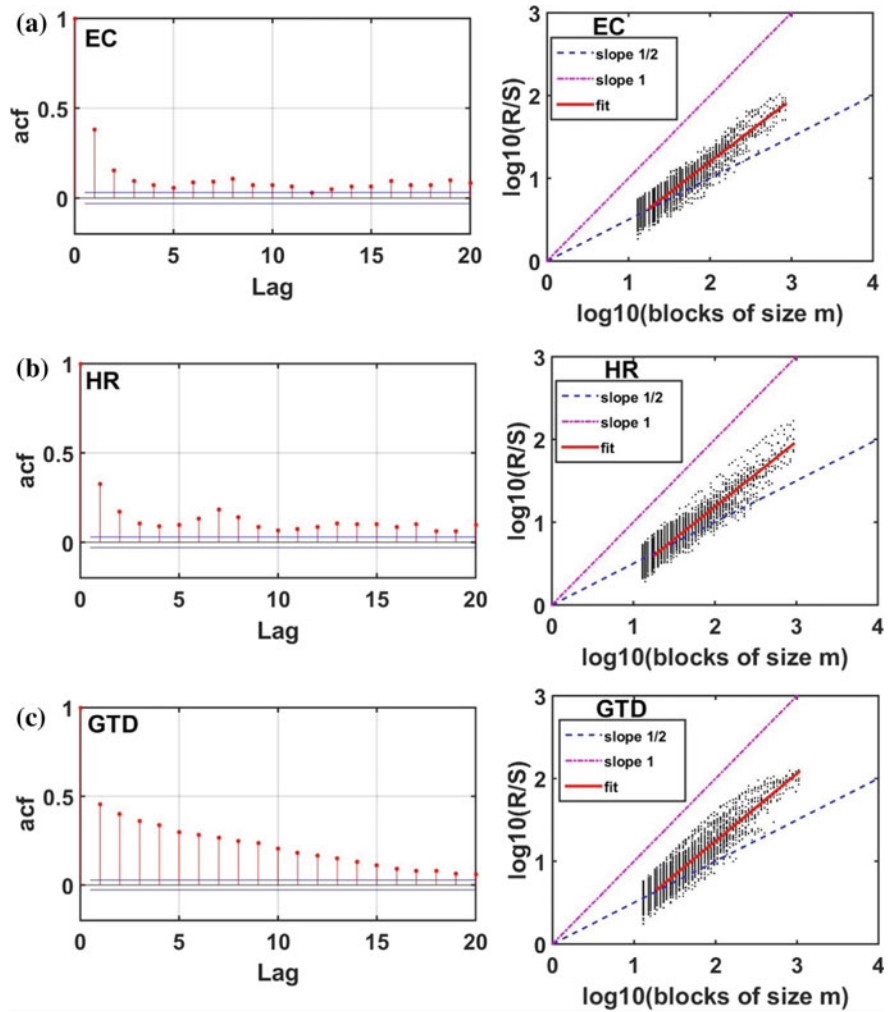 (a)
EC
acf
1
0.5
0
0 5 10 15 20
Lag
EC
slope 1/2
slope 1
fit
log10(R/S)
3
2
1
0
0 1 2 3 4
log10(blocks of size m)
(b)
HR
acf
1
0.5
0
0 5 10 15 20
Lag
HR
slope 1/2
slope 1
fit
log10(R/S)
3
2
1
0
0 1 2 3 4
log10(blocks of size m)
(c)
GTD
acf
1
0.5
0
0 5 10 15 20
Lag
GTD
slope 1/2
slope 1
fit
log10(R/S)
3
2
1
0
0 1 2 3 4
log10(blocks of size m)